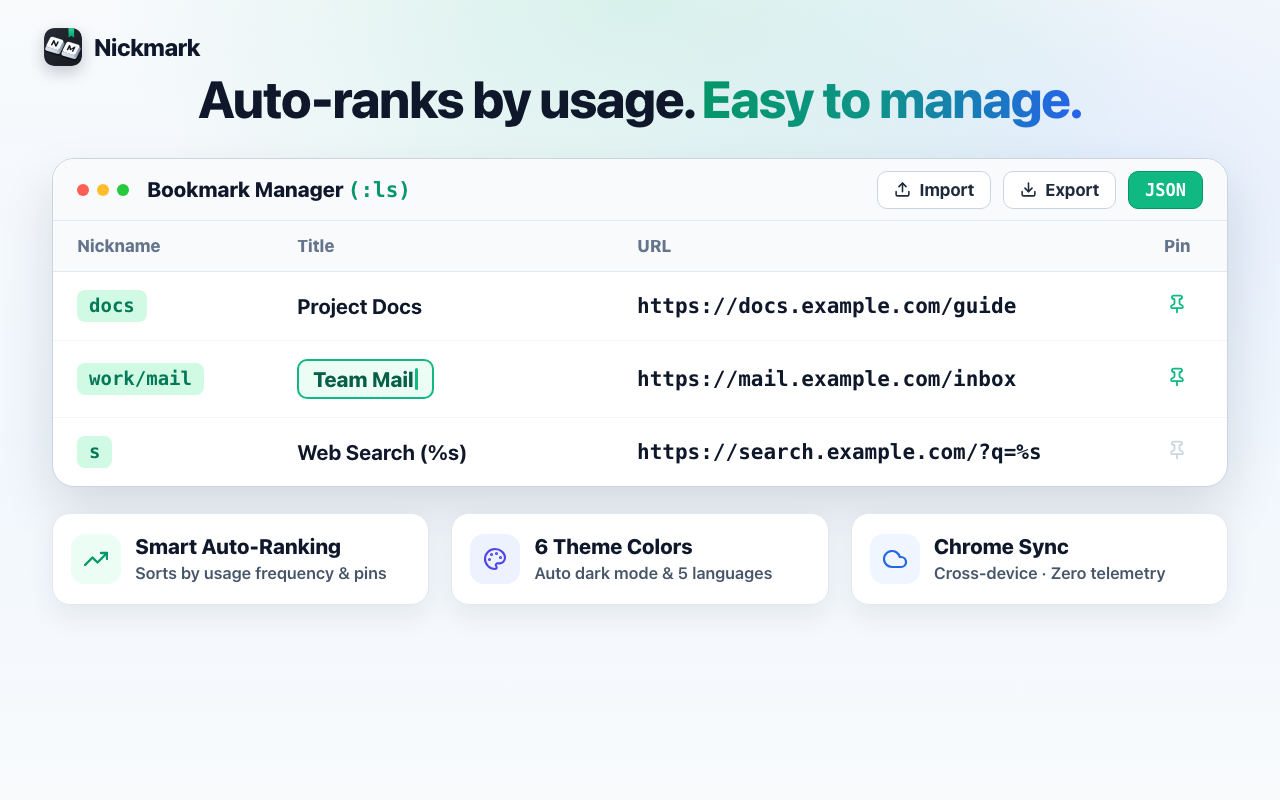 N M
Nickmark
Auto-ranks by usage. Easy to manage.
Bookmark Manager (:ls)
Import
Export
JSON
Nickname
Title
URL
Pin
docs
Project Docs
https://docs.example.com/guide
work/mail
Team Mail
https://mail.example.com/inbox
s
Web Search (%s)
https://search.example.com/?q=%s
Smart Auto-Ranking
Sorts by usage frequency & pins
6 Theme Colors
Auto dark mode & 5 languages
Chrome Sync
Cross-device · Zero telemetry